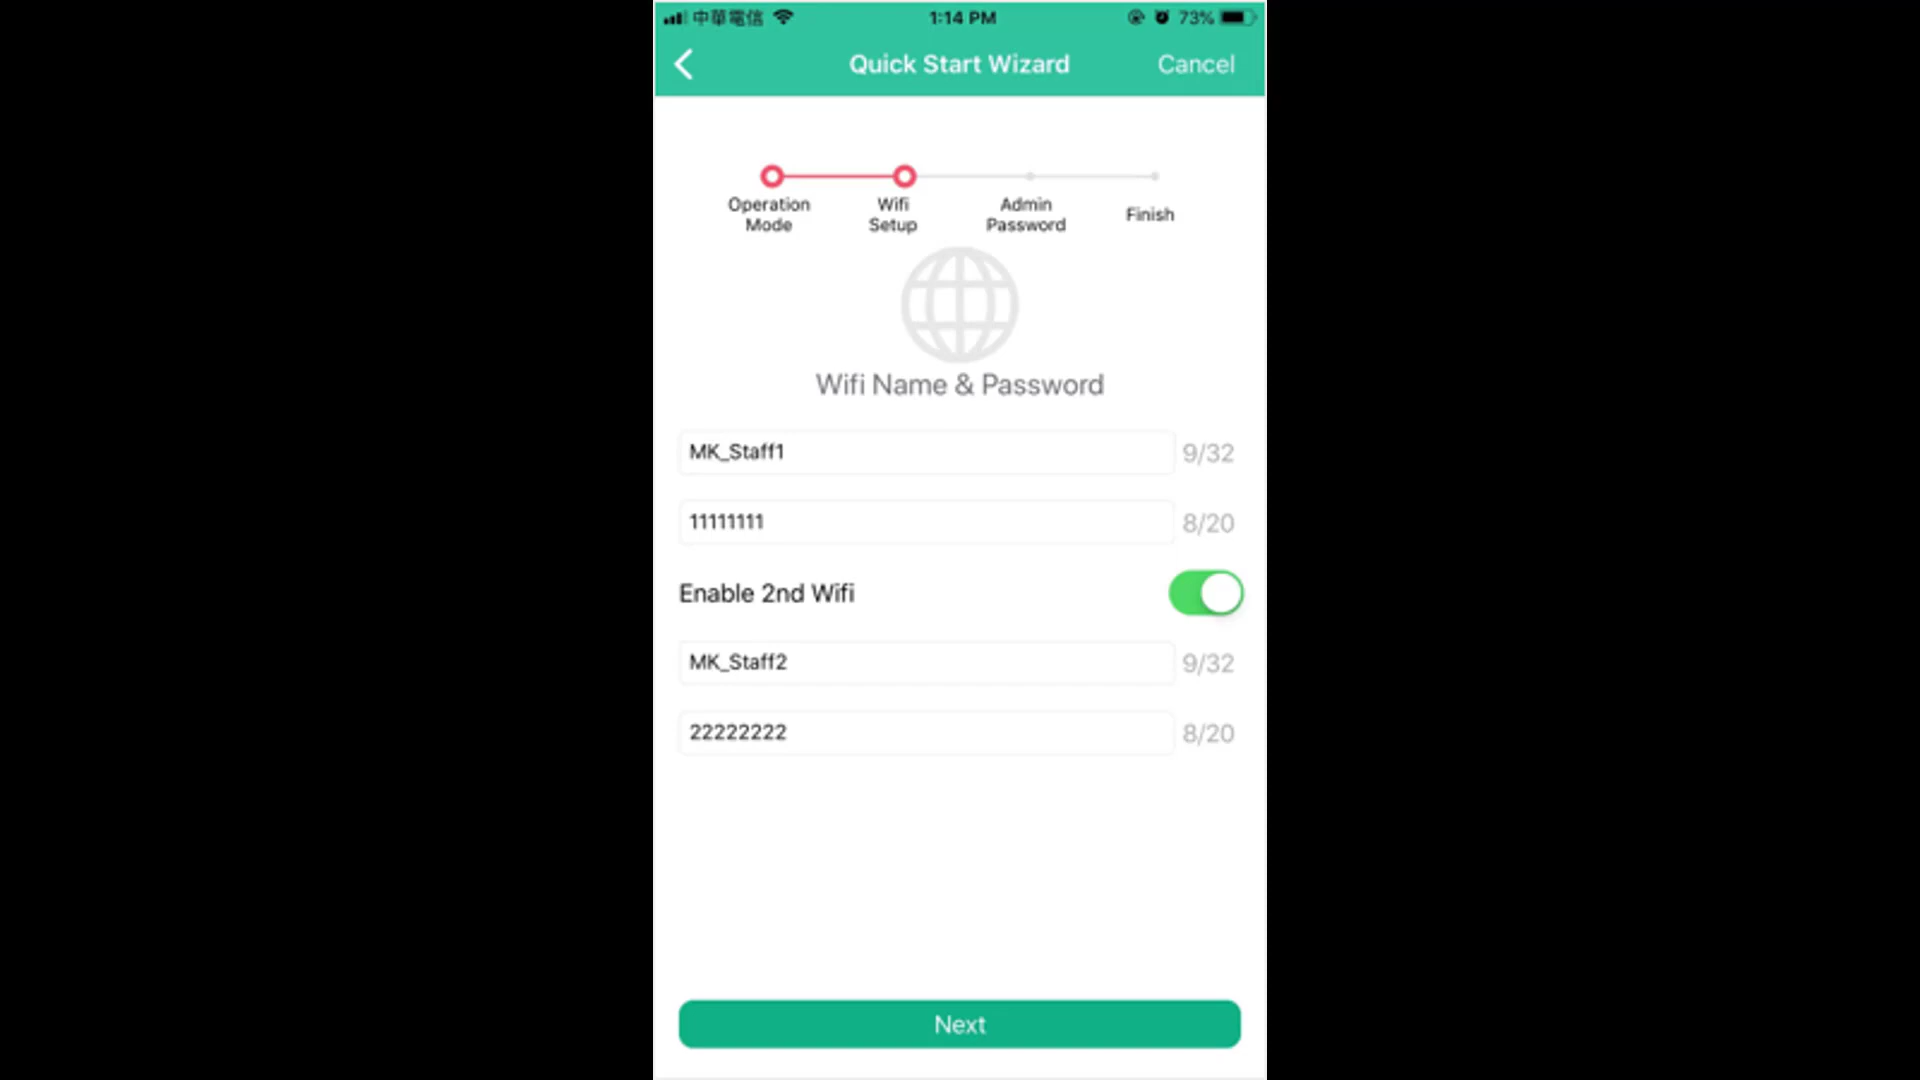 中華電信 1:14 PM 73%
Quick Start Wizard Cancel
Operation Mode Wifi Setup Admin Password Finish
Wifi Name & Password
MK_Staff1 9/32
11111111 8/20
Enable 2nd Wifi
MK_Staff2 9/32
22222222 8/20
Next